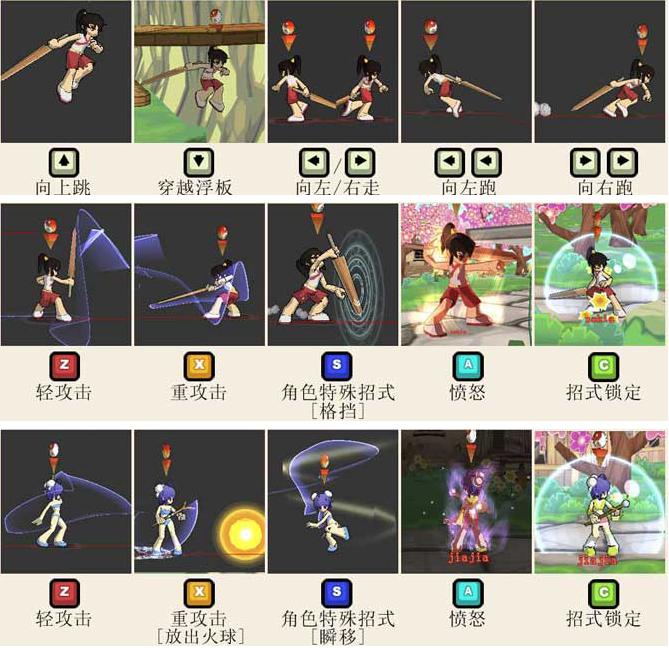 向上跳
穿越浮板
向左/右走
向左跑
向右跑
Z
X
S
A
C
轻攻击
重攻击
角色特殊招式
[格挡]
愤怒
招式锁定
jiajia
Z
X
S
A
C
轻攻击
重攻击
[放出火球]
角色特殊招式
[瞬移]
愤怒
招式锁定